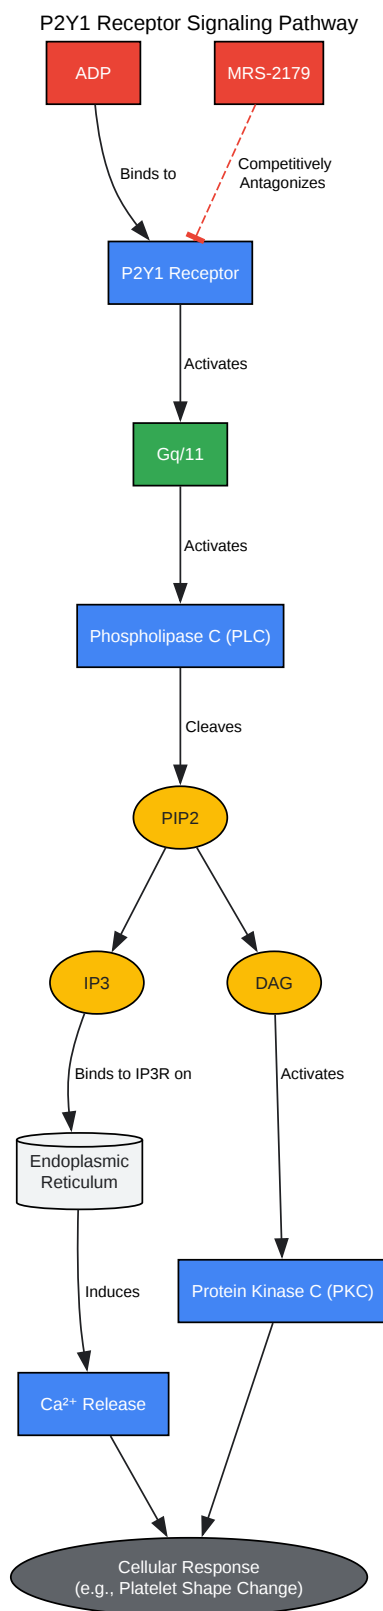 P2Y1 Receptor Signaling Pathway
ADP
MRS-2179
Binds to
Competitively
Antagonizes
P2Y1 Receptor
Activates
Gq/11
Activates
Phospholipase C (PLC)
Cleaves
PIP2
IP3
DAG
Binds to IP3R on
Activates
Endoplasmic
Reticulum
Induces
Protein Kinase C (PKC)
Ca²⁺ Release
Cellular Response
(e.g., Platelet Shape Change)